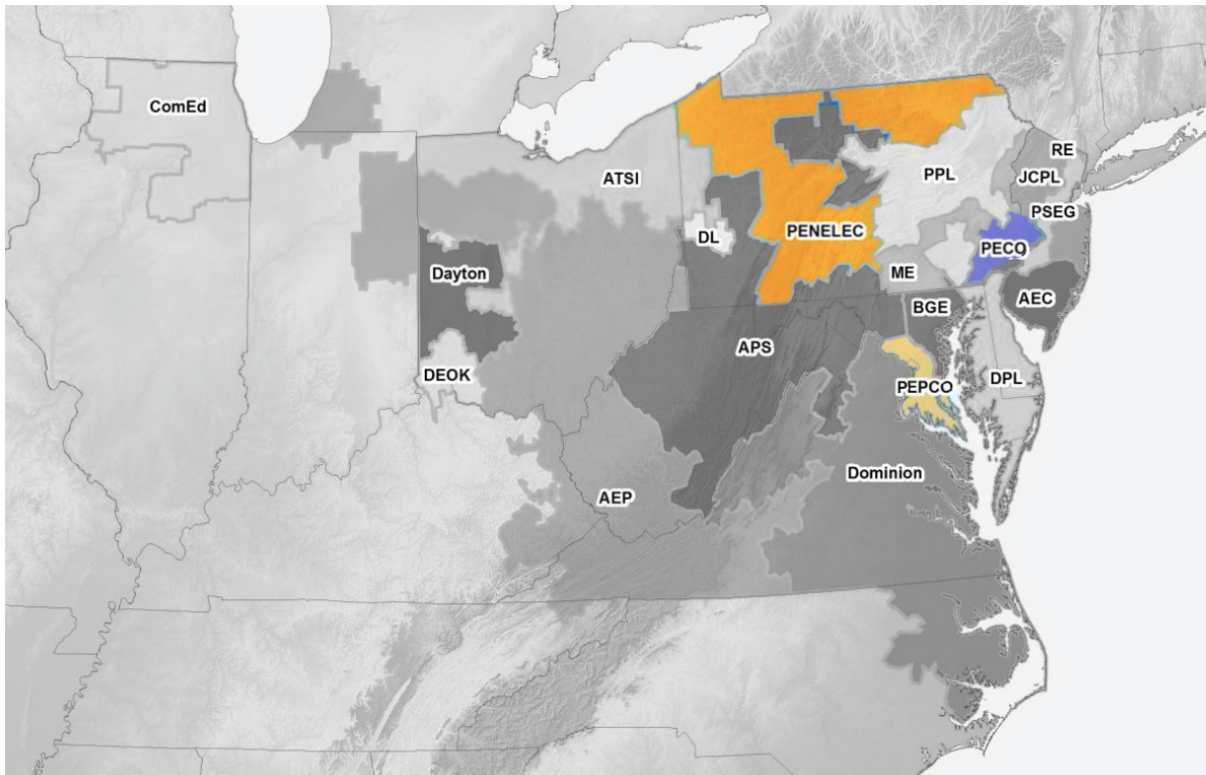 ComEd
RE
PPL
JCPL
ATSI
PSEG
DL
PENELEC
PECO
Dayton
ME
AEC
BGE
APS
DEOK
PEPCO
DPL
Dominion
AEP